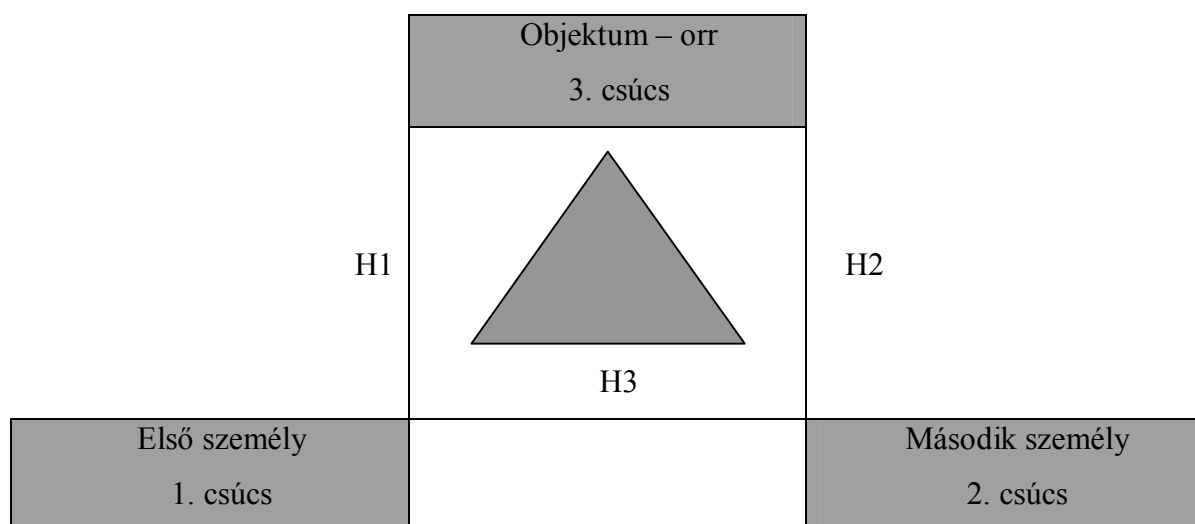 Objektum – orr
3. csúcs
H1
H2
H3
Első személy
1. csúcs
Második személy
2. csúcs